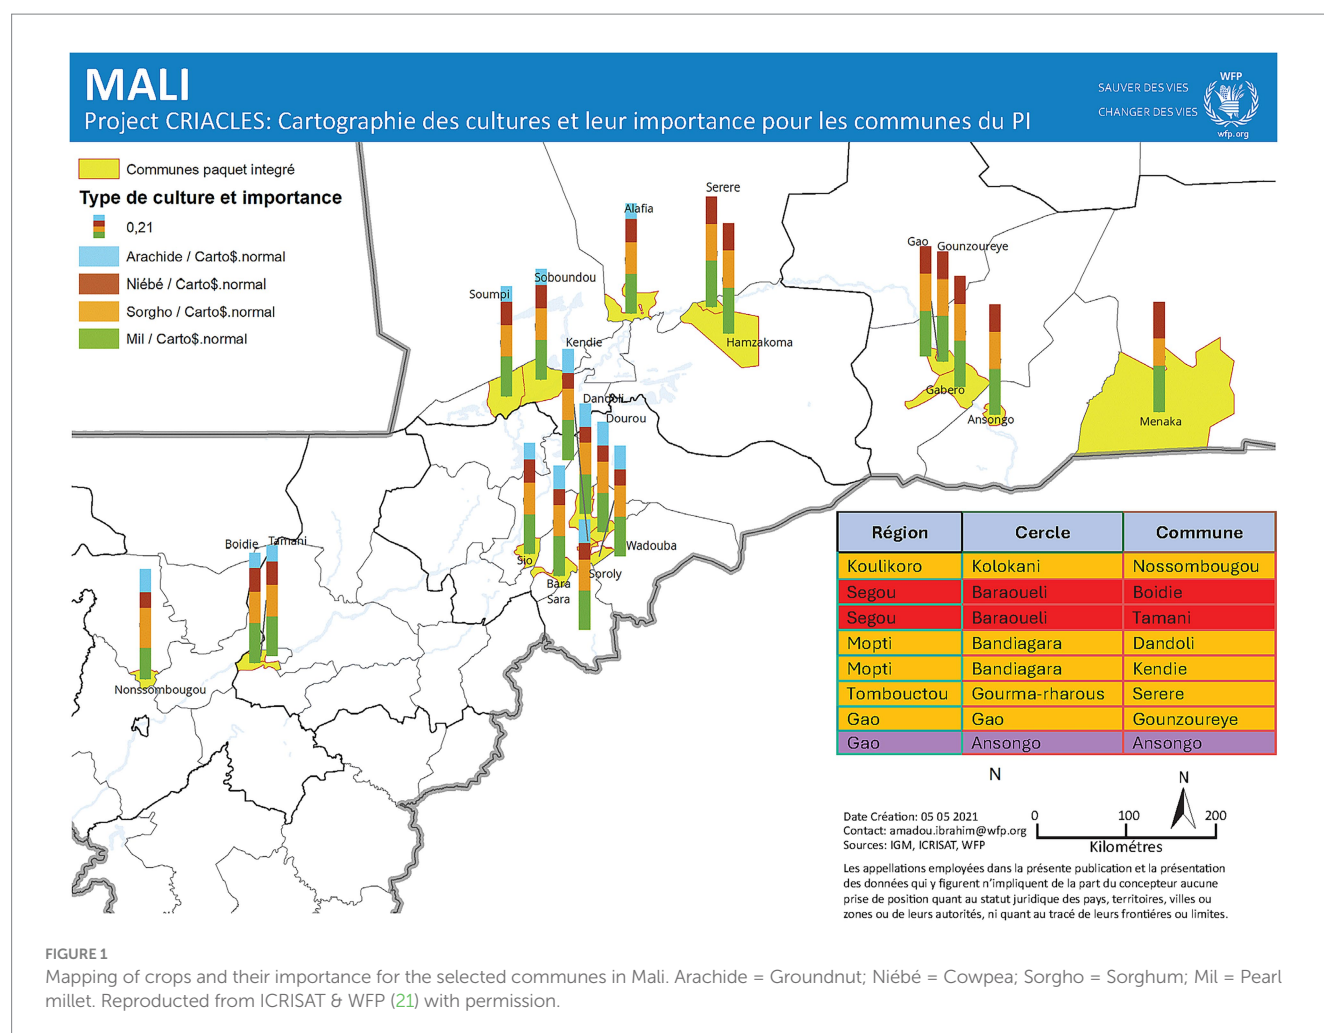 MALI
Project CRIACLES: Cartographie des cultures et leur importance pour les communes du PI
SAUVER DES VIES
CHANGER DES VIES
WFP
wfp.org
Communes paquet integré
Type de culture et importance
0,21
Arachide / Carto$.normal
Niébé / Carto$.normal
Sorgho / Carto$.normal
Mil / Carto$.normal
Serere
Alafia
Gao
Gounzoureye
Soboundou
Soumpi
Kendie
Hamzakoma
Gabero
Dandoli
Dourou
Ansongo
Menaka
Boidie
Tamani
Sio
Wadouba
Soroly
Bara
Sara
Nonssombougou
Région Cercle Commune
Koulikoro Kolokani Nossombougou
Segou Baraoueli Boidie
Segou Baraoueli Tamani
Mopti Bandiagara Dandoli
Mopti Bandiagara Kendie
Tombouctou Gourma-rharous Serere
Gao Gao Gounzoureye
Gao Ansongo Ansongo
N
N
Date Création: 05 05 2021
Contact: amadou.ibrahim@wfp.org
Sources: IGM, ICRISAT, WFP
0 100 200
Kilométres
Les appellations employées dans la présente publication et la présentation
des données qui y figurent n'impliquent de la part du concepteur aucune
prise de position quant au statut juridique des pays, territoires, villes ou
zones ou de leurs autorités, ni quant au tracé de leurs frontiéres ou limites.
FIGURE 1
Mapping of crops and their importance for the selected communes in Mali. Arachide = Groundnut; Niébé = Cowpea; Sorgho = Sorghum; Mil = Pearl
millet. Reproducted from ICRISAT & WFP (21) with permission.